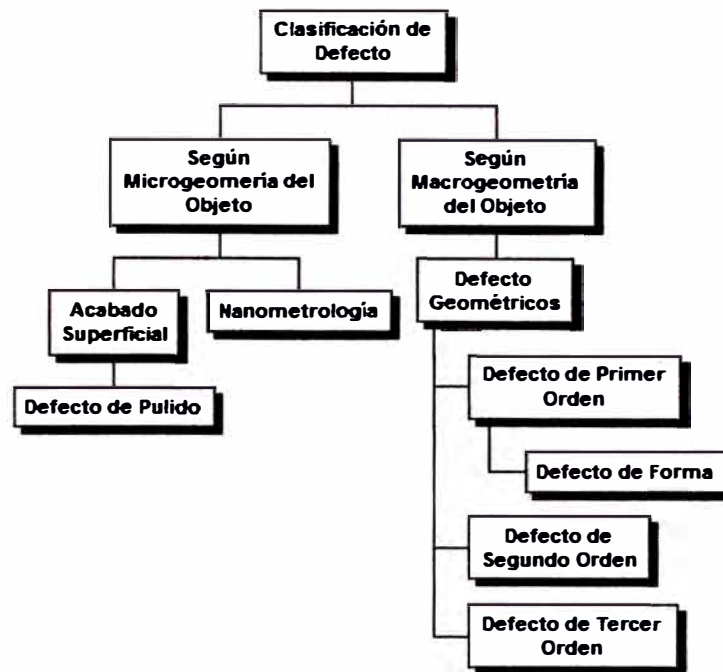 Clasificación de
Defecto
Según
Microgeomería del
Objeto
Según
Macrogeometría
del Objeto
Acabado
Superficial
Nanometrología
Defecto
Geométricos
Defecto de Pulido
Defecto de Primer
Orden
Defecto de Forma
Defecto de
Segundo Orden
Defecto de Tercer
Orden